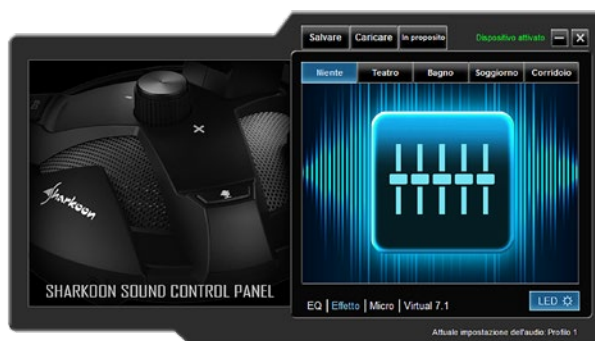 Salvare Caricare In proposito Dispositivo attivato
Niente Teatro Bagno Soggiorno Corridoio
Sharkoon
SHARKOON SOUND CONTROL PANEL
EQ | Effetto | Micro | Virtual 7.1
LED
Attuale impostazione dell'audio: Profilo 1